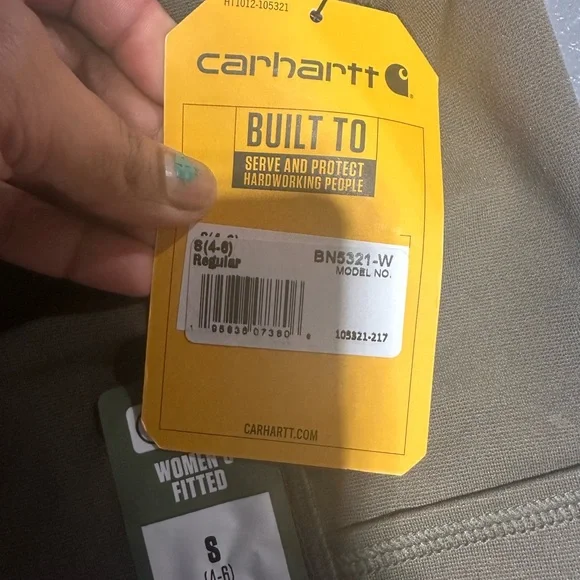 HT1012-105321
carhartt
BUILT TO
SERVE AND PROTECT
HARDWORKING PEOPLE
S(4-6)
Regular
BN5321-W
MODEL NO.
105321-217
CARHARTT.COM
WOMEN'S
FITTED
S
(4-6)